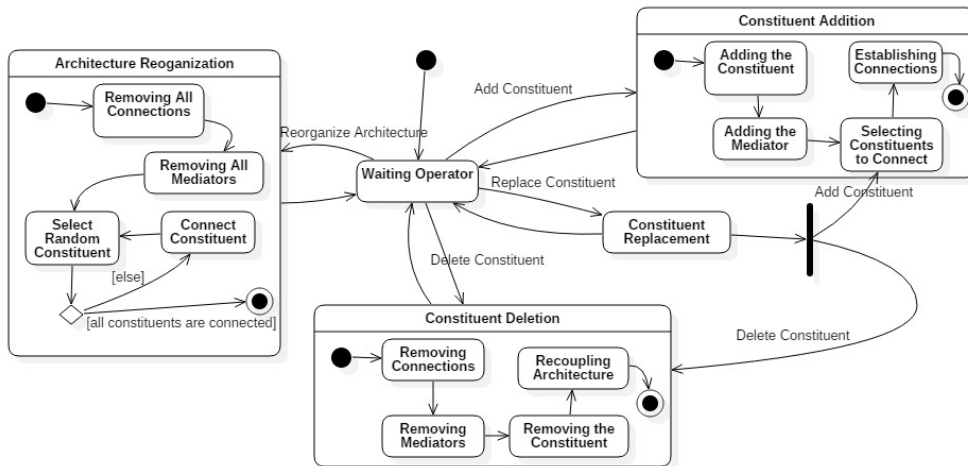 Constituent Addition
Adding the
Constituent
Establishing
Connections
Adding the
Mediator
Selecting
Constituents
to Connect
Architecture Reoganization
Removing All
Connections
Removing All
Mediators
Select
Random
Constituent
Connect
Constituent
[else]
[all constituents are connected]
Add Constituent
Reorganize Architecture
Waiting Operator
Replace Constituent
Constituent
Replacement
Add Constituent
Delete Constituent
Delete Constituent
Constituent Deletion
Removing
Connections
Recoupling
Architecture
Removing
Mediators
Removing the
Constituent